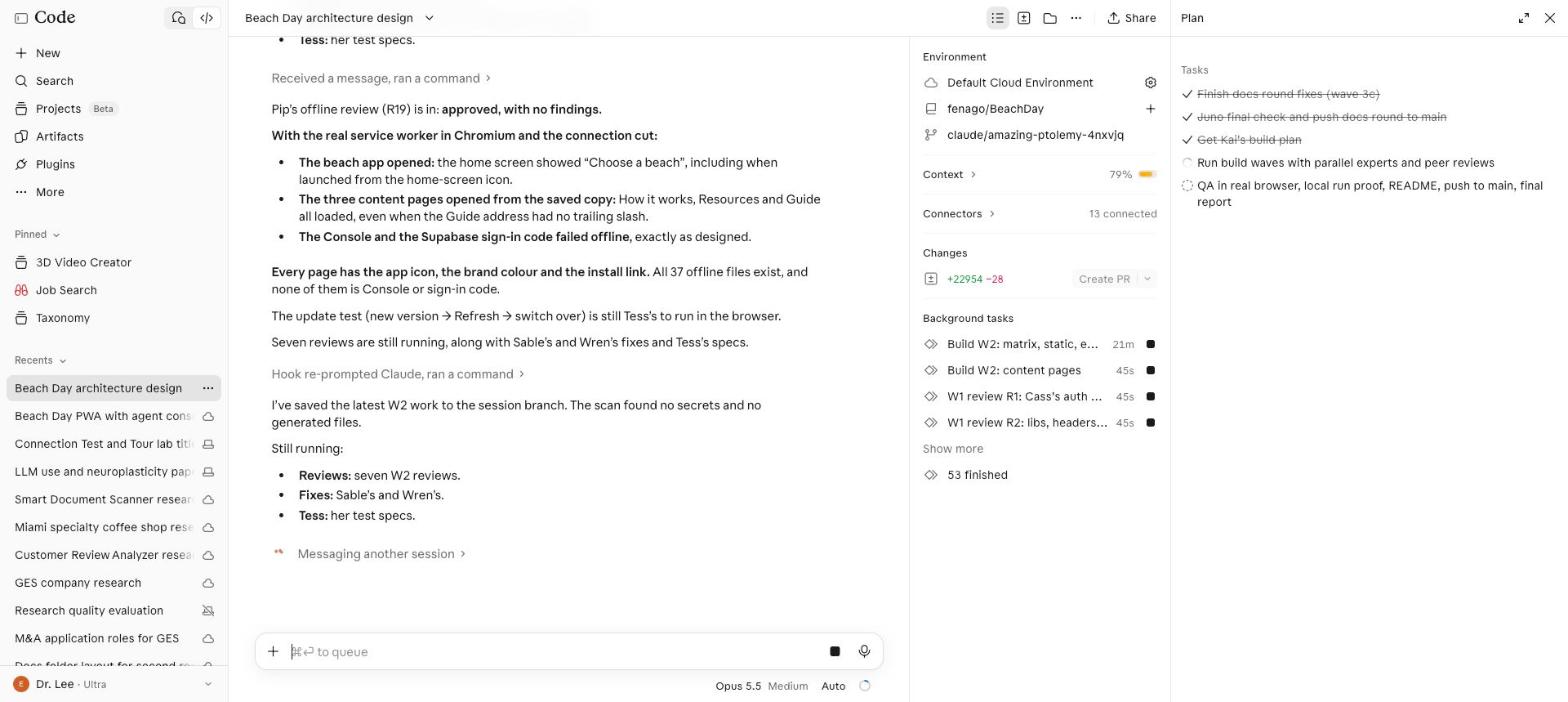 Code
New
Search
Projects Beta
Artifacts
Plugins
More
Pinned
3D Video Creator
Job Search
Taxonomy
Recents
Beach Day architecture design
Beach Day PWA with agent cons
Connection Test and Tour lab titl
LLM use and neuroplasticity pap
Smart Document Scanner resear
Miami specialty coffee shop rese
Customer Review Analyzer resea
GES company research
Research quality evaluation
M&A application roles for GES
Docs folder layout for second re
Dr. Lee · Ultra
Beach Day architecture design
Share
• Tess: her test specs.
Received a message, ran a command
Pip’s offline review (R19) is in: approved, with no findings.
With the real service worker in Chromium and the connection cut:
• The beach app opened: the home screen showed “Choose a beach”, including when
launched from the home-screen icon.
• The three content pages opened from the saved copy: How it works, Resources and Guide
all loaded, even when the Guide address had no trailing slash.
• The Console and the Supabase sign-in code failed offline, exactly as designed.
Every page has the app icon, the brand colour and the install link. All 37 offline files exist, and
none of them is Console or sign-in code.
The update test (new version → Refresh → switch over) is still Tess’s to run in the browser.
Seven reviews are still running, along with Sable’s and Wren’s fixes and Tess’s specs.
Hook re-prompted Claude, ran a command
I’ve saved the latest W2 work to the session branch. The scan found no secrets and no
generated files.
Still running:
• Reviews: seven W2 reviews.
• Fixes: Sable’s and Wren’s.
• Tess: her test specs.
Messaging another session
⌘⏎ to queue
Opus 5.5 Medium Auto
Environment
Default Cloud Environment
fenago/BeachDay
claude/amazing-ptolemy-4nxvjq
Context 79%
Connectors 13 connected
Changes
+22954 −28 Create PR
Background tasks
Build W2: matrix, static, e... 21m
Build W2: content pages 45s
W1 review R1: Cass’s auth ... 45s
W1 review R2: libs, headers... 45s
Show more
53 finished
Plan
Tasks
Finish docs round fixes (wave 3c)
Juno final check and push docs round to main
Get Kai’s build plan
Run build waves with parallel experts and peer reviews
QA in real browser, local run proof, README, push to main, final
report